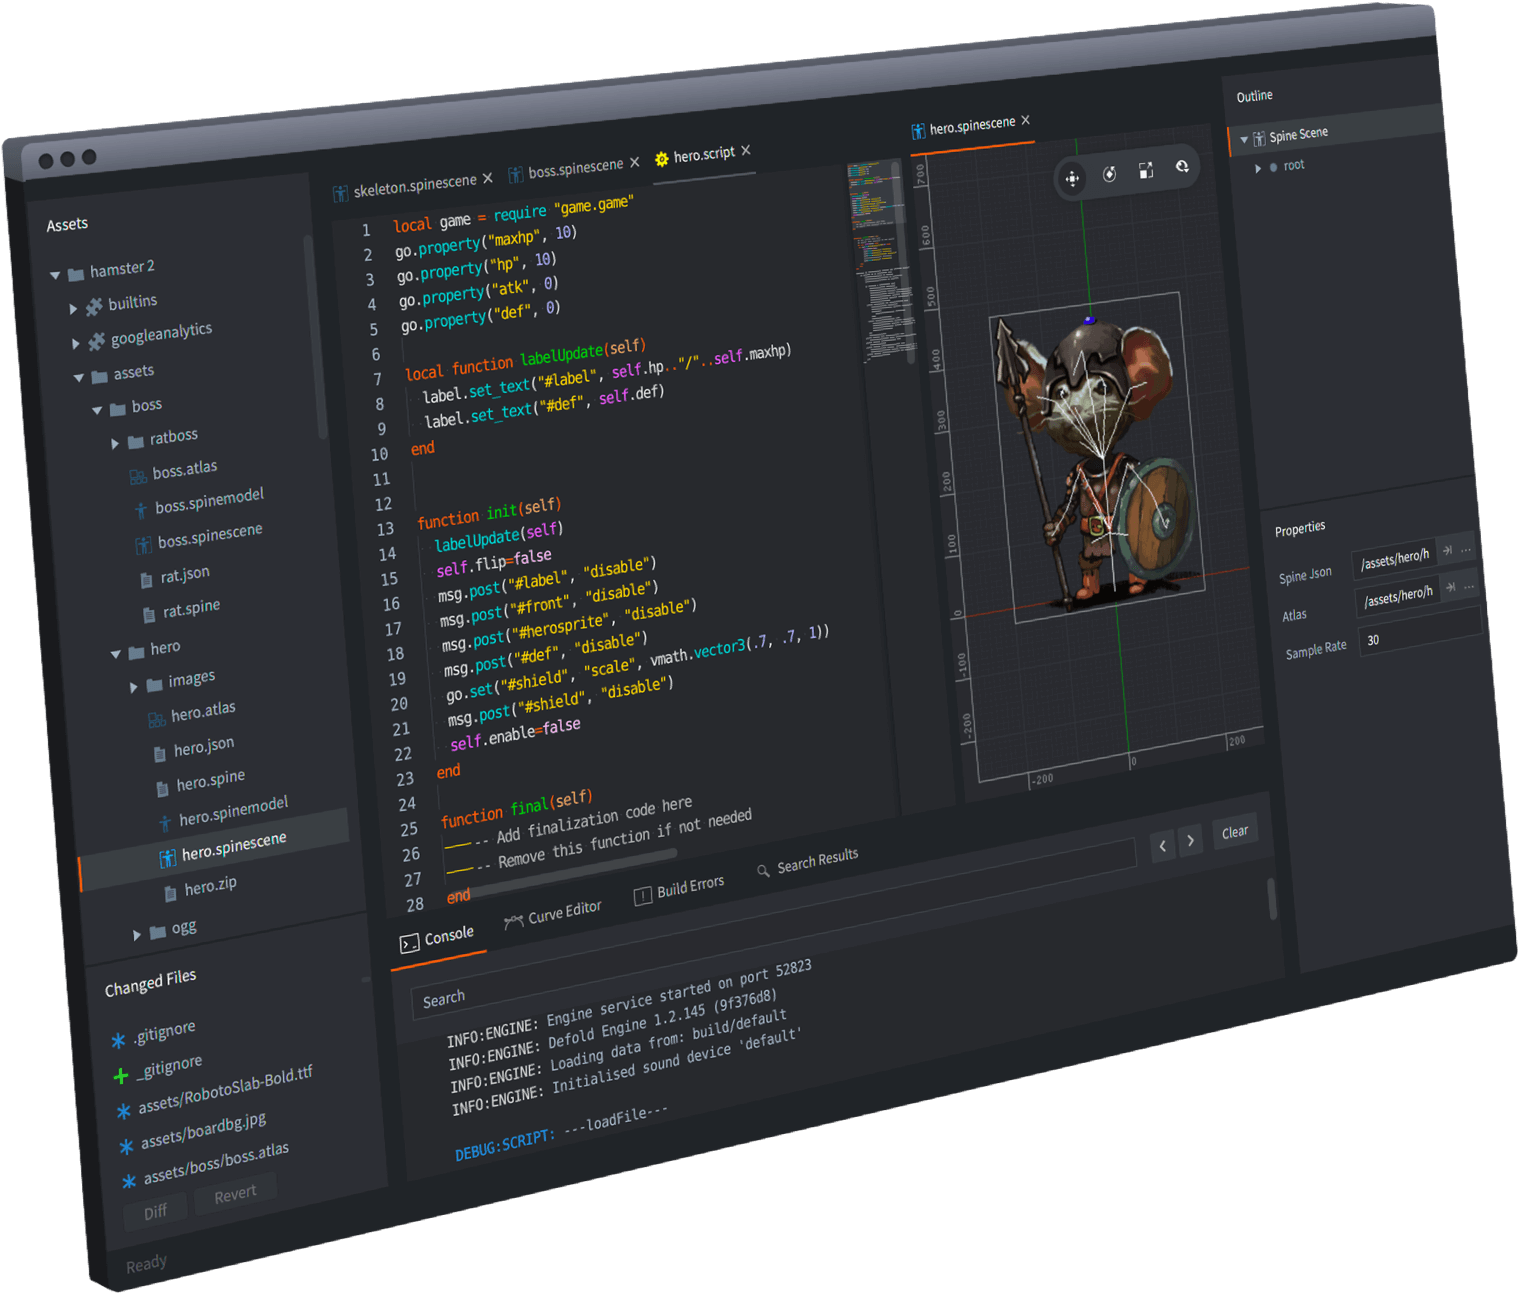 Assets
hamster 2
builtins
googleanalytics
assets
boss
ratboss
boss.atlas
boss.spinemodel
boss.spinescene
rat.json
rat.spine
hero
images
hero.atlas
hero.json
hero.spine
hero.spinemodel
hero.spinescene
hero.zip
ogg
Changed Files
.gitignore
_gitignore
assets/RobotoSlab-Bold.ttf
assets/boardbg.jpg
assets/boss/boss.atlas
Diff Revert
Ready
skeleton.spinescene boss.spinescene hero.script
1 local game = require "game.game"
2 go.property("maxhp", 10)
3 go.property("hp", 10)
4 go.property("atk", 0)
5 go.property("def", 0)
6
7 local function labelUpdate(self)
8 label.set_text("#label", self.hp.."/"..self.maxhp)
9 label.set_text("#def", self.def)
10 end
11
12
13 function init(self)
14 labelUpdate(self)
15 self.flip=false
16 msg.post("#label", "disable")
17 msg.post("#front", "disable")
18 msg.post("#herosprite", "disable")
19 msg.post("#def", "disable")
20 go.set("#shield", "scale", vmath.vector3(.7, .7, 1))
21 msg.post("#shield", "disable")
22 self.enable=false
23 end
24
25 function final(self)
26 -- Add finalization code here
27 -- Remove this function if not needed
28 end
hero.spinescene
700
600
500
400
300
200
100
0
-100
-200
-200 0 200
Console Curve Editor Build Errors Search Results
Search
Clear
INFO:ENGINE: Engine service started on port 52823
INFO:ENGINE: Defold Engine 1.2.145 (9f376d8)
INFO:ENGINE: Loading data from: build/default
INFO:ENGINE: Initialised sound device 'default'
DEBUG:SCRIPT: ---loadFile---
Outline
Spine Scene
root
Properties
Spine Json /assets/hero/h ...
Atlas /assets/hero/h ...
Sample Rate 30